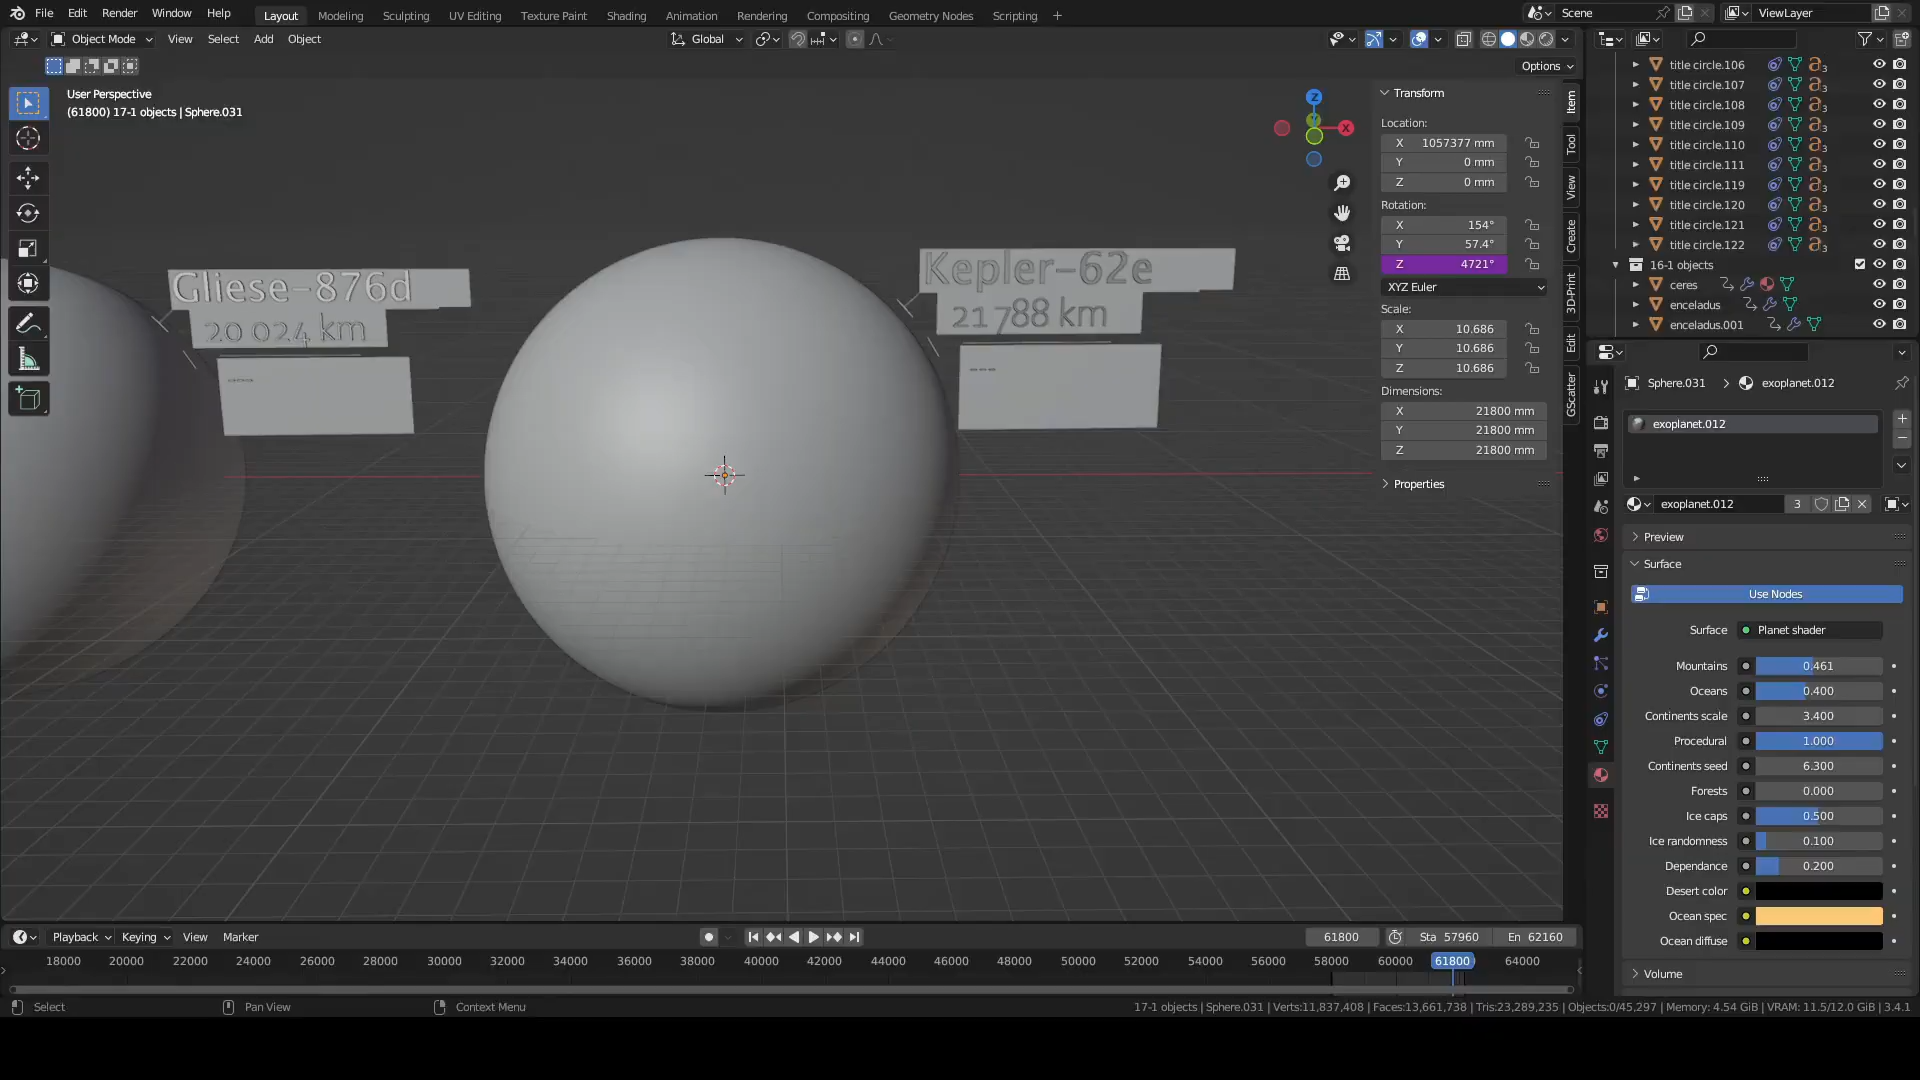 File Edit Render Window Help
Layout Modeling Sculpting UV Editing Texture Paint Shading Animation Rendering Compositing Geometry Nodes Scripting +
Scene
ViewLayer
Object Mode View Select Add Object
Global
Options
User Perspective
(61800) 17-1 objects | Sphere.031
Z
X
Gliese-876d
20 024 km
Kepler-62e
21788 km
Transform
Location:
X 1057377 mm
Y 0 mm
Z 0 mm
Rotation:
X 154°
Y 57.4°
Z 4721°
XYZ Euler
Scale:
X 10.686
Y 10.686
Z 10.686
Dimensions:
X 21800 mm
Y 21800 mm
Z 21800 mm
Properties
Item
Tool
View
Create
3D-Print
Edit
GScatter
title circle.106
title circle.107
title circle.108
title circle.109
title circle.110
title circle.111
title circle.119
title circle.120
title circle.121
title circle.122
16-1 objects
ceres
enceladus
enceladus.001
Sphere.031 > exoplanet.012
exoplanet.012
exoplanet.012 3
Preview
Surface
Use Nodes
Surface Planet shader
Mountains 0.461
Oceans 0.400
Continents scale 3.400
Procedural 1.000
Continents seed 6.300
Forests 0.000
Ice caps 0.500
Ice randomness 0.100
Dependance 0.200
Desert color
Ocean spec
Ocean diffuse
Volume
Playback Keying View Marker
61800 Sta 57960 En 62160
18000 20000 22000 24000 26000 28000 30000 32000 34000 36000 38000 40000 42000 44000 46000 48000 50000 52000 54000 56000 58000 60000 61800 64000
Select Pan View Context Menu
17-1 objects | Sphere.031 | Verts:11,837,408 | Faces:13,661,738 | Tris:23,289,235 | Objects:0/45,297 | Memory: 4.54 GiB | VRAM: 11.5/12.0 GiB | 3.4.1